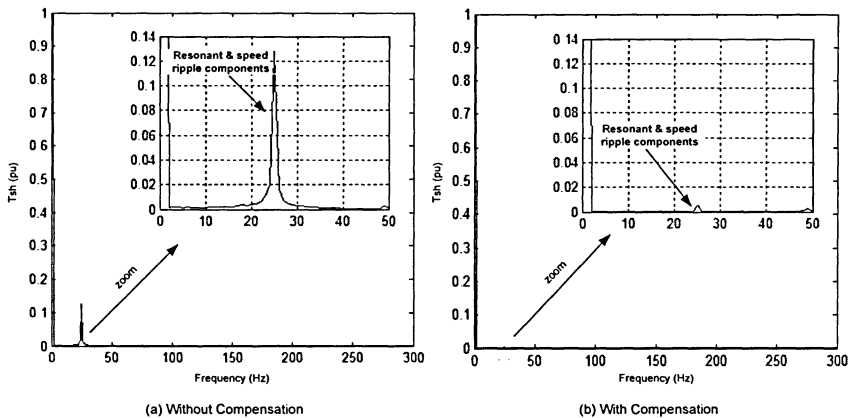 1
0.9
0.8
0.7
0.6
0.5
0.4
0.3
0.2
0.1
0
Tsh (pu)
0.14
0.12
0.1
0.08
0.06
0.04
0.02
0
Resonant & speed
ripple components
0 10 20 30 40 50
zoom
0 50 100 150 200 250 300
Frequency (Hz)
(a) Without Compensation
1
0.9
0.8
0.7
0.6
0.5
0.4
0.3
0.2
0.1
0
Tsh (pu)
0.14
0.12
0.1
0.08
0.06
0.04
0.02
0
Resonant & speed
ripple components
10 20 30 40 50
zoom
0 50 100 150 200 250 300
Frequency (Hz)
(b) With Compensation